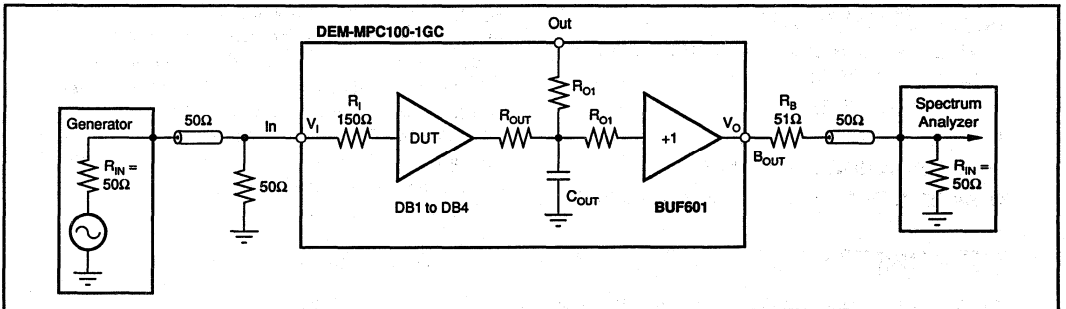 DEM-MPC100-1GC
Out
Generator
R_IN =
50Ω
50Ω
In
50Ω
V_I
R_I
150Ω
DUT
DB1 to DB4
R_OUT
R_O1
R_O1
C_OUT
+1
BUF601
V_O
B_OUT
R_B
51Ω
50Ω
Spectrum
Analyzer
R_IN =
50Ω